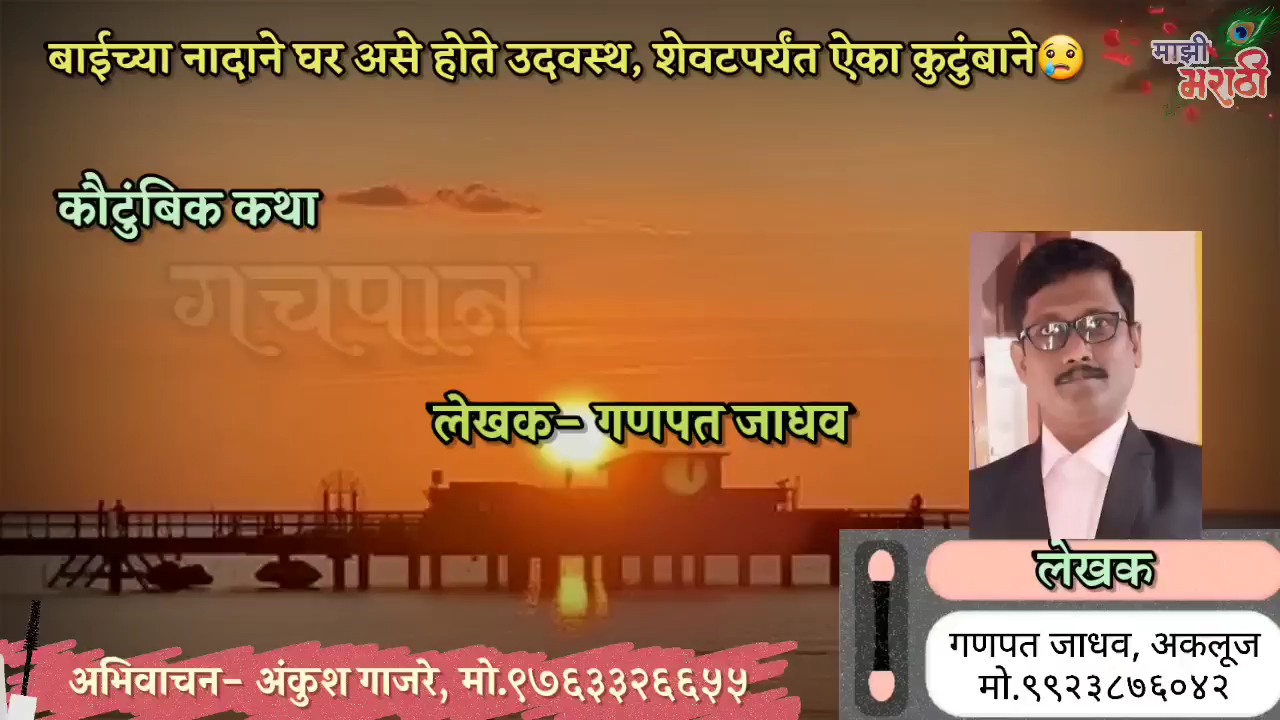 बाईच्या नादाने घर असे होते उदवस्थ, शेवटपर्यंत ऐका कुटुंबाने😢
माझी
मराठी
कौटुंबिक कथा
गचपान
लेखक- गणपत जाधव
लेखक
गणपत जाधव, अकलूज
मो.९९२३८७६०४२
अभिवाचन- अंकुश गाजरे, मो.९७६३३२६६५५